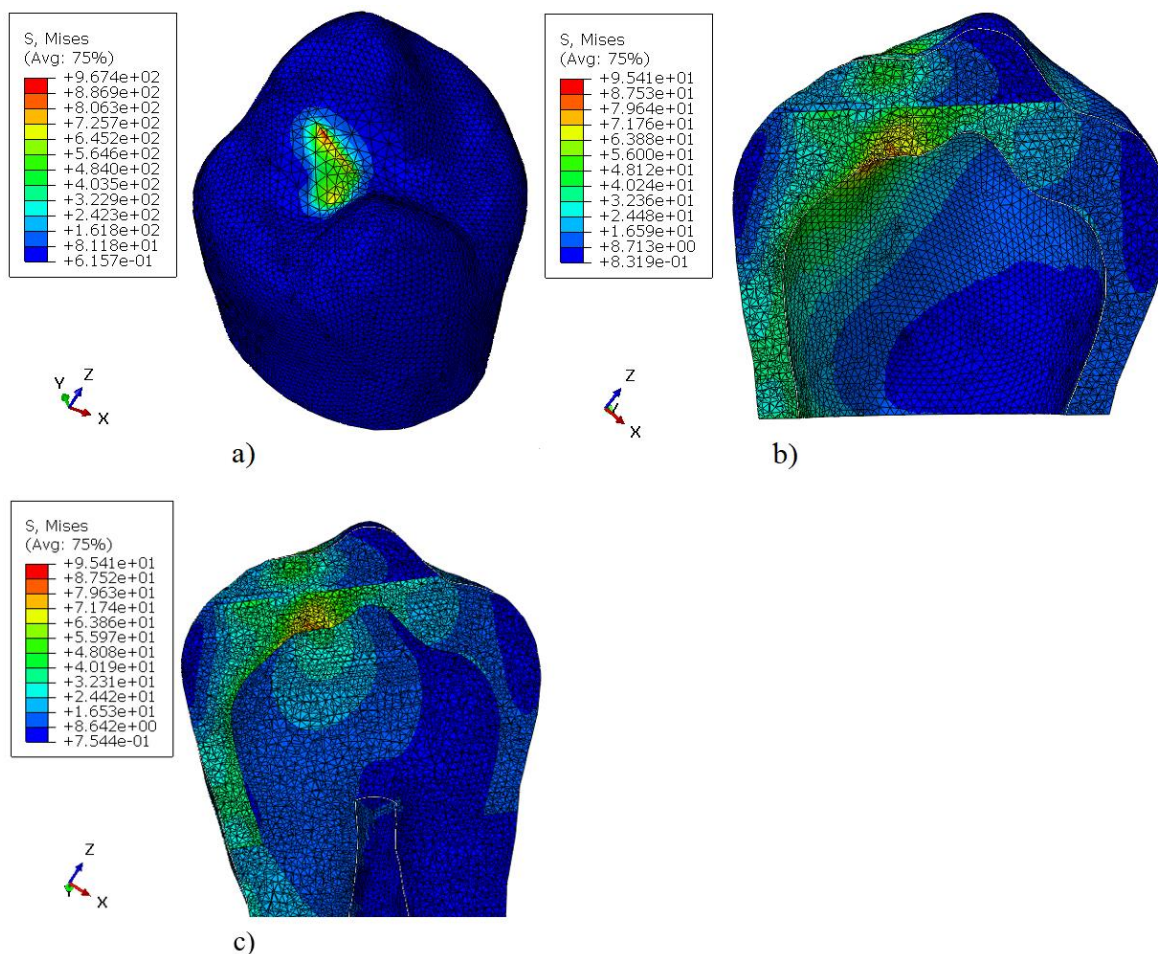 S, Mises
(Avg: 75%)
+9.674e+02
+8.869e+02
+8.063e+02
+7.257e+02
+6.452e+02
+5.646e+02
+4.840e+02
+4.035e+02
+3.229e+02
+2.423e+02
+1.618e+02
+8.118e+01
+6.157e-01
Y
Z
X
a)
S, Mises
(Avg: 75%)
+9.541e+01
+8.753e+01
+7.964e+01
+7.176e+01
+6.388e+01
+5.600e+01
+4.812e+01
+4.024e+01
+3.236e+01
+2.448e+01
+1.659e+01
+8.713e+00
+8.319e-01
Z
X
b)
S, Mises
(Avg: 75%)
+9.541e+01
+8.752e+01
+7.963e+01
+7.174e+01
+6.386e+01
+5.597e+01
+4.808e+01
+4.019e+01
+3.231e+01
+2.442e+01
+1.653e+01
+8.642e+00
+7.544e-01
Z
Y
X
c)